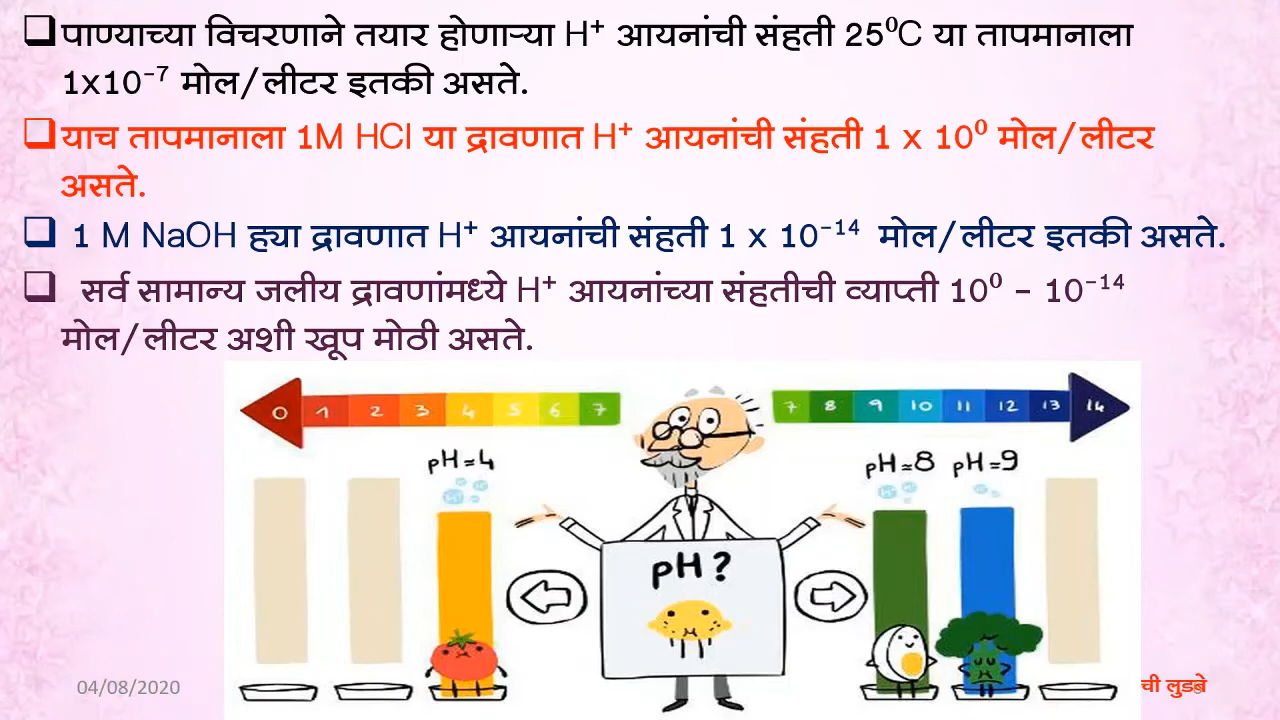 ❑पाण्याच्या विचरणाने तयार होणाऱ्या H⁺ आयनांची संहती 25⁰C या तापमानाला
1x10⁻⁷ मोल/लीटर इतकी असते.
❑याच तापमानाला 1M HCl या द्रावणात H⁺ आयनांची संहती 1 x 10⁰ मोल/लीटर
असते.
❑ 1 M NaOH ह्या द्रावणात H⁺ आयनांची संहती 1 x 10⁻¹⁴ मोल/लीटर इतकी असते.
❑ सर्व सामान्य जलीय द्रावणांमध्ये H⁺ आयनांच्या संहतीची व्याप्ती 10⁰ – 10⁻¹⁴
मोल/लीटर अशी खूप मोठी असते.
0 1 2 3 4 5 6 7 7 8 9 10 11 12 13 14
pH=4 pH=8 pH=9
pH?
04/08/2020 ची लुडबे